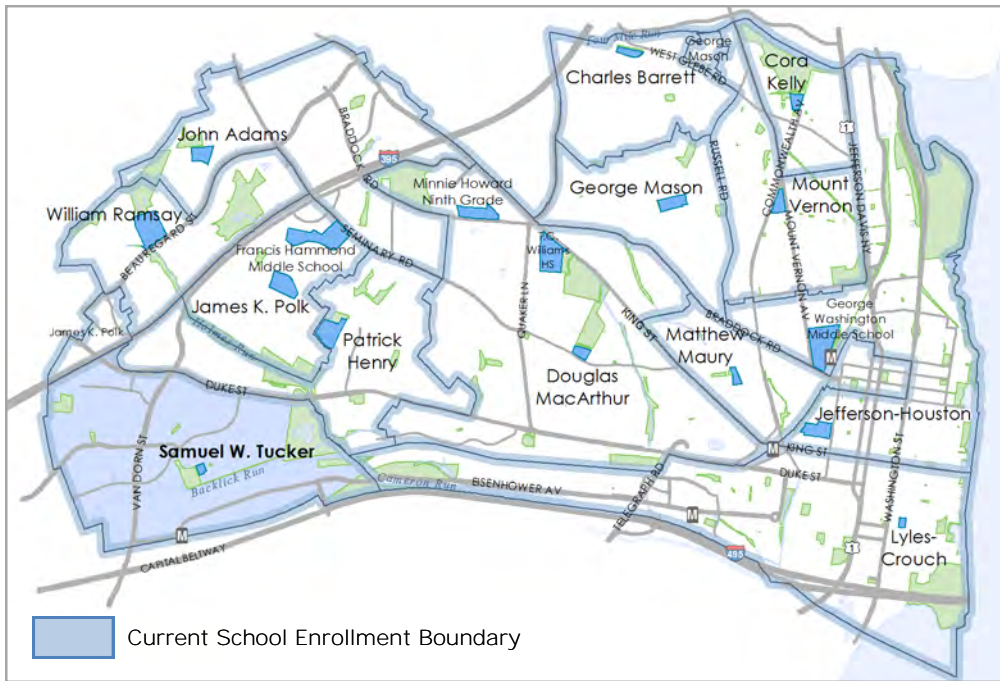 Four Mile Run
George
Mason
WEST GLEBE RD
Charles Barrett
Cora
Kelly
COMMONWEALTH AV
1
John Adams
BRADDOCK RD
395
JEFFERSON DAVIS HY
RUSSELL RD
Minnie Howard
Ninth Grade
George Mason
Mount
Vernon
MOUNT VERNON AV
William Ramsay
BEAUREGARD ST
SEMINARY RD
Francis Hammond
Middle School
T.C.
Williams
HS
James K. Polk
James K. Polk
Holmes Run
Patrick
Henry
QUAKER LN
KING ST
BRADDOCK RD
George
Washington
Middle School
M
Matthew
Maury
Douglas
MacArthur
DUKE ST
Jefferson-Houston
Samuel W. Tucker
VAN DORN ST
Backlick Run
Cameron Run
EISENHOWER AV
TELEGRAPH RD
M
KING ST
DUKE ST
WASHINGTON ST
M
M
CAPITAL BELTWAY
495
1
Lyles-
Crouch
Current School Enrollment Boundary